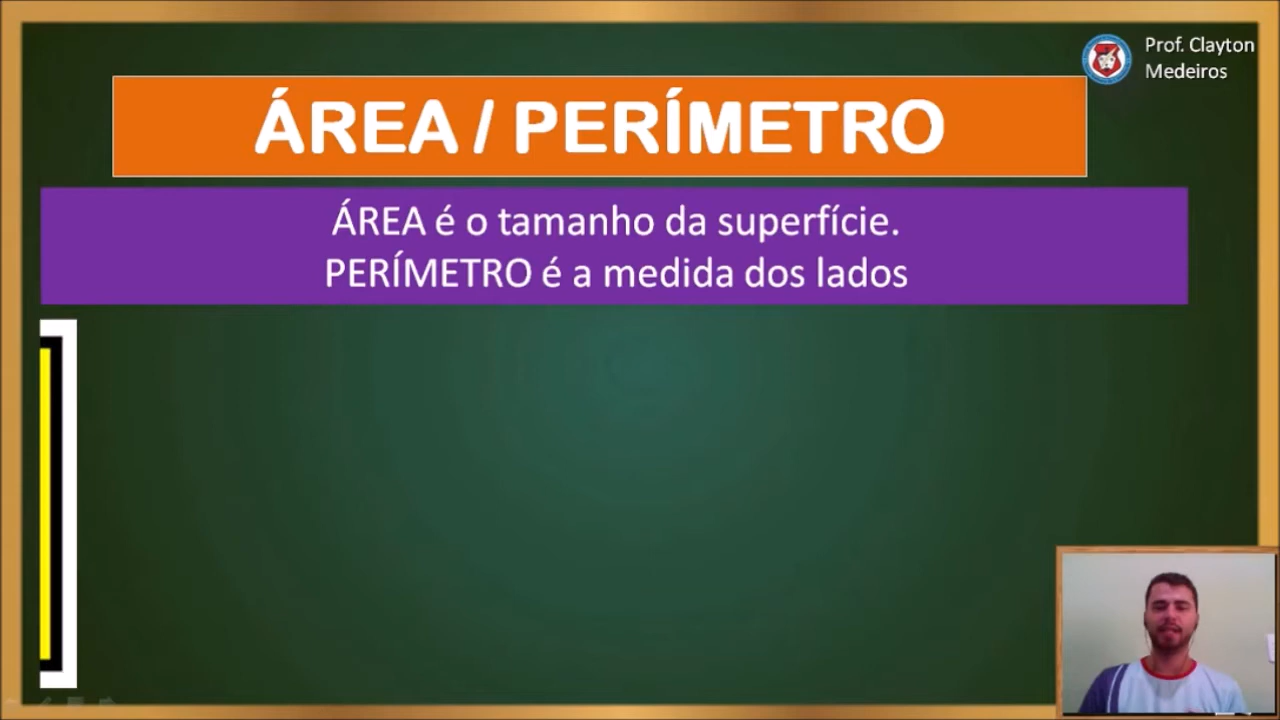 Prof. Clayton
Medeiros
ÁREA / PERÍMETRO
ÁREA é o tamanho da superfície.
PERÍMETRO é a medida dos lados